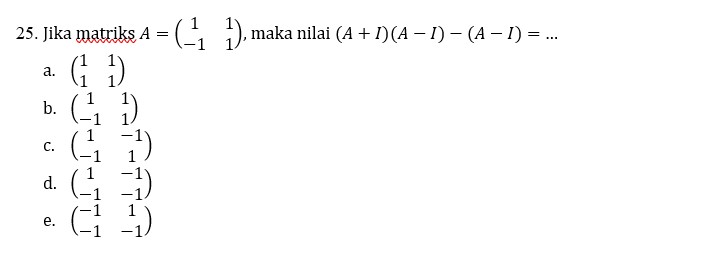 25. Jika matriks A = ( 1 1 ; −1 1 ), maka nilai (A + I)(A − I) − (A − I) = ...
a. ( 1 1 ; 1 1 )
b. ( 1 1 ; −1 1 )
c. ( 1 −1 ; −1 1 )
d. ( 1 −1 ; −1 −1 )
e. ( −1 1 ; −1 −1 )